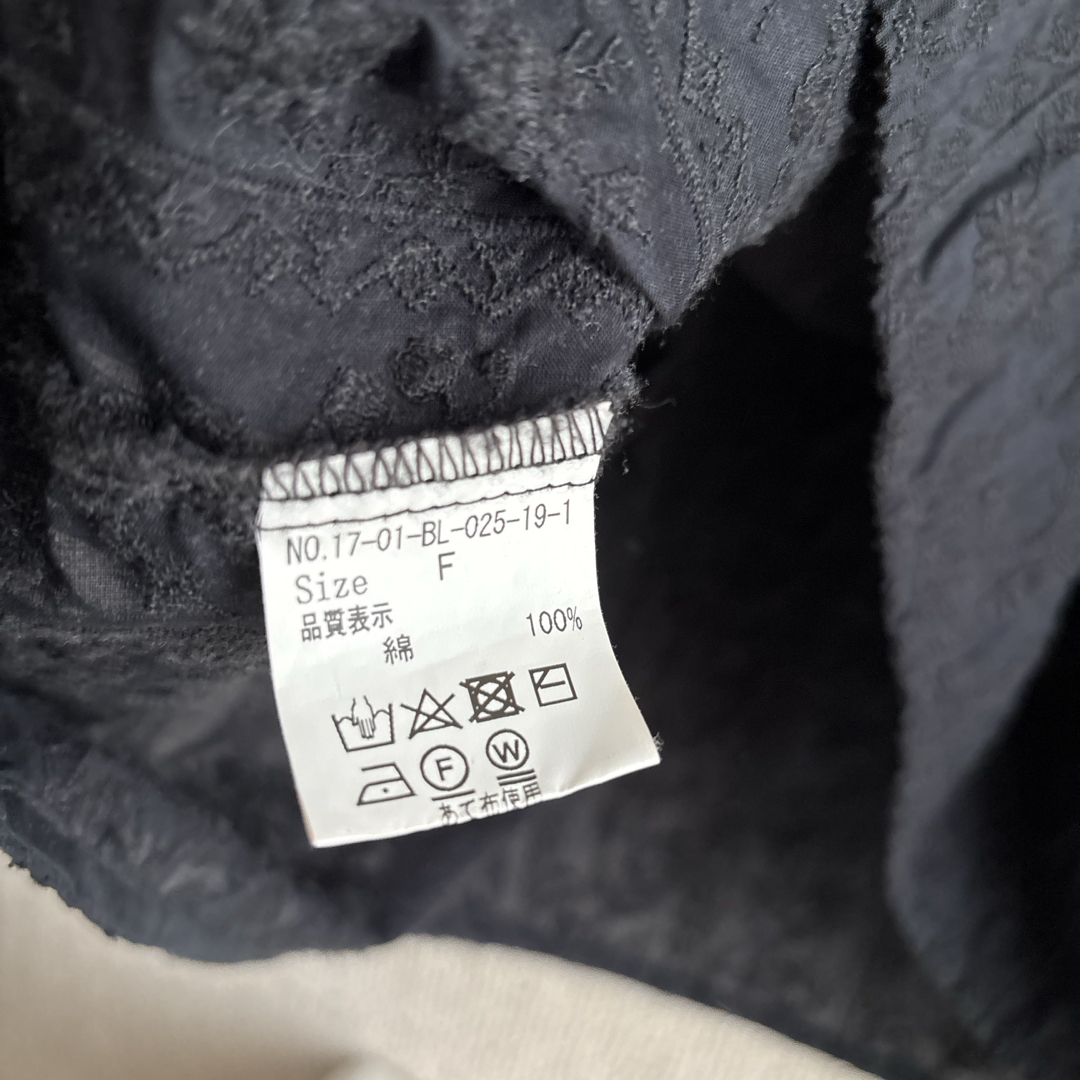 NO.17-01-BL-025-19-1
Size F
品質表示
綿 100%
F W
あて布使用